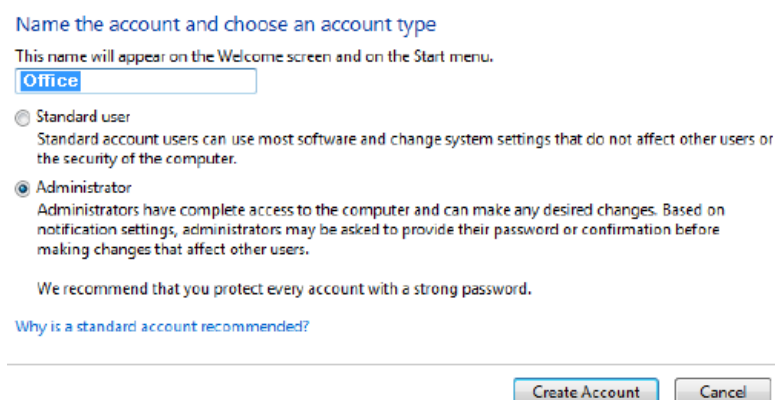 Name the account and choose an account type
This name will appear on the Welcome screen and on the Start menu.
Office
Standard user
Standard account users can use most software and change system settings that do not affect other users or
the security of the computer.
Administrator
Administrators have complete access to the computer and can make any desired changes. Based on
notification settings, administrators may be asked to provide their password or confirmation before
making changes that affect other users.
We recommend that you protect every account with a strong password.
Why is a standard account recommended?
Create Account Cancel